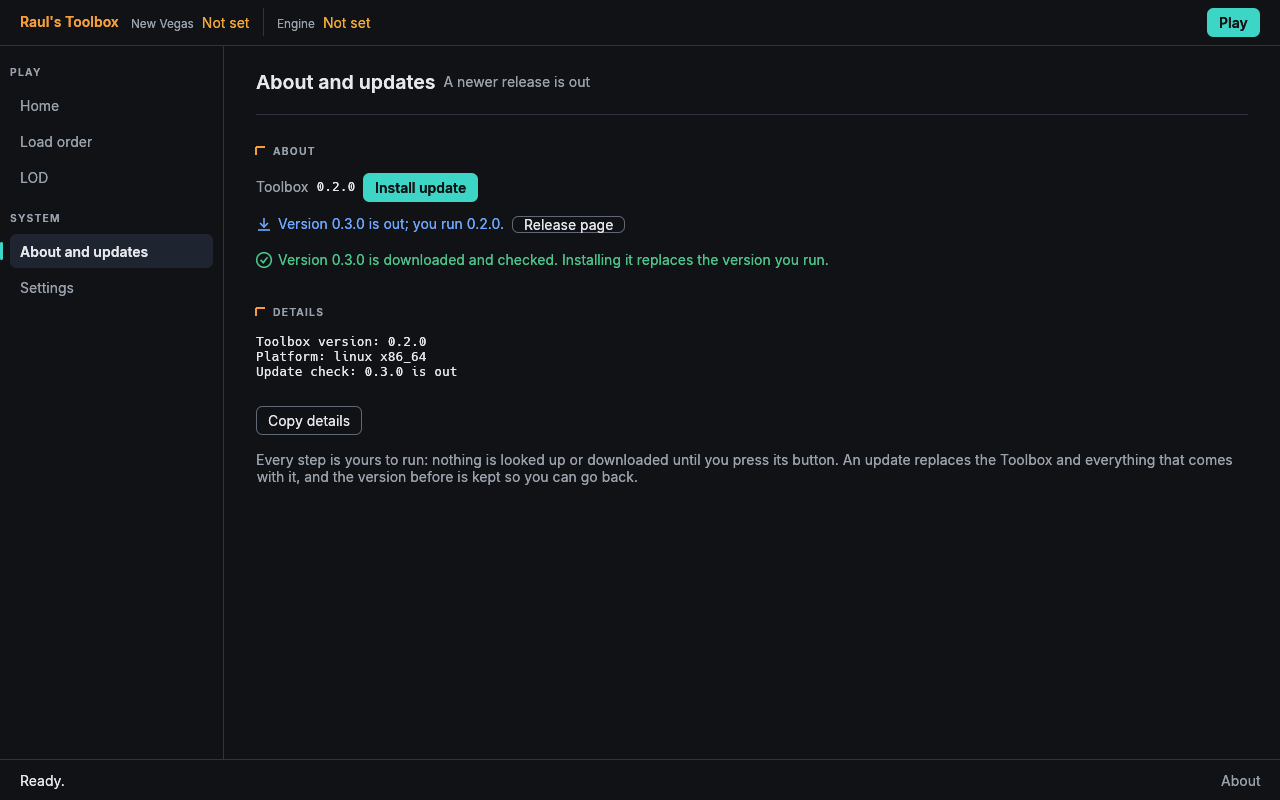 Raul's Toolbox New Vegas Not set Engine Not set Play
PLAY
Home
Load order
LOD
SYSTEM
About and updates
Settings
About and updates A newer release is out
ABOUT
Toolbox 0.2.0 Install update
Version 0.3.0 is out; you run 0.2.0. Release page
Version 0.3.0 is downloaded and checked. Installing it replaces the version you run.
DETAILS
Toolbox version: 0.2.0
Platform: linux x86_64
Update check: 0.3.0 is out
Copy details
Every step is yours to run: nothing is looked up or downloaded until you press its button. An update replaces the Toolbox and everything that comes
with it, and the version before is kept so you can go back.
Ready. About